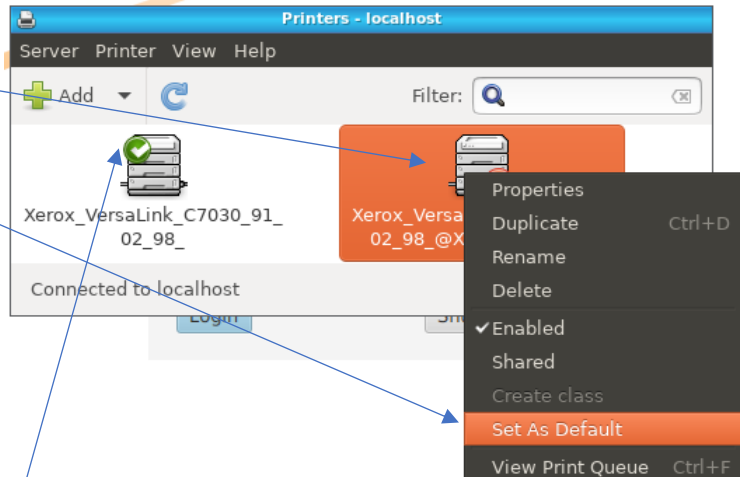 Printers - localhost
Server Printer View Help
Add Filter:
Xerox_VersaLink_C7030_91_
02_98_
Xerox_Versa
02_98_@X
Connected to localhost
Login
Properties
Duplicate Ctrl+D
Rename
Delete
Enabled
Shared
Create class
Set As Default
View Print Queue Ctrl+F